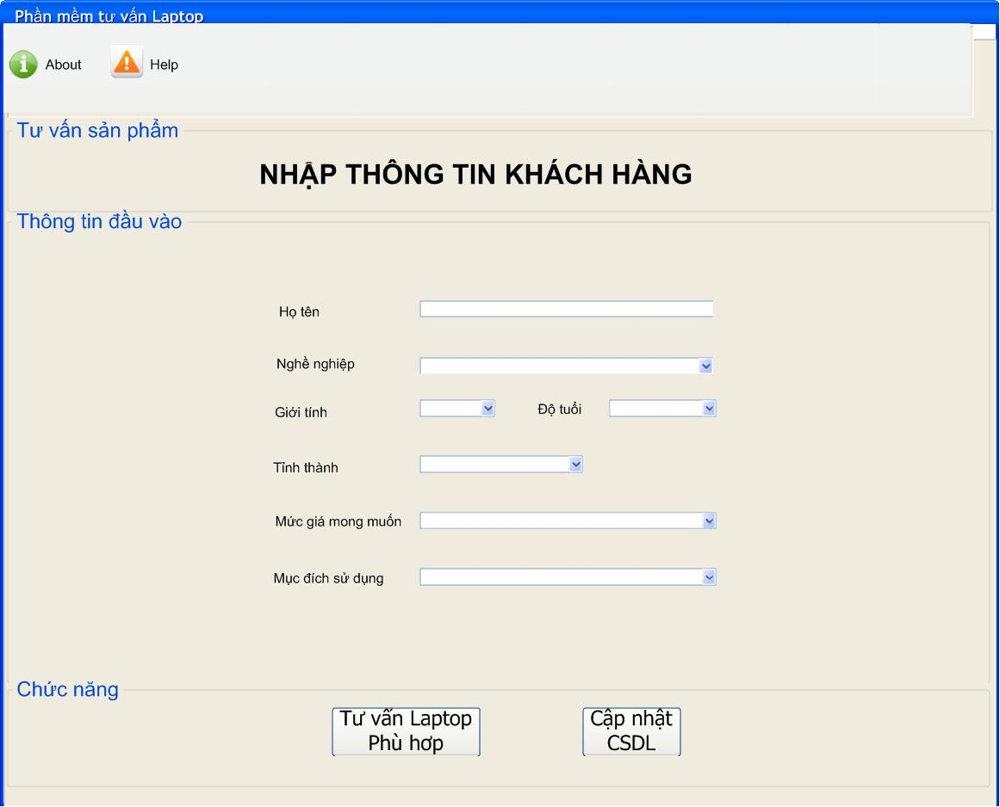 Phần mềm tư vấn Laptop
About Help
Tư vấn sản phẩm
NHẬP THÔNG TIN KHÁCH HÀNG
Thông tin đầu vào
Họ tên
Nghề nghiệp
Giới tính Độ tuổi
Tỉnh thành
Mức giá mong muốn
Mục đích sử dụng
Chức năng
Tư vấn Laptop
Phù hơp
Cập nhật
CSDL